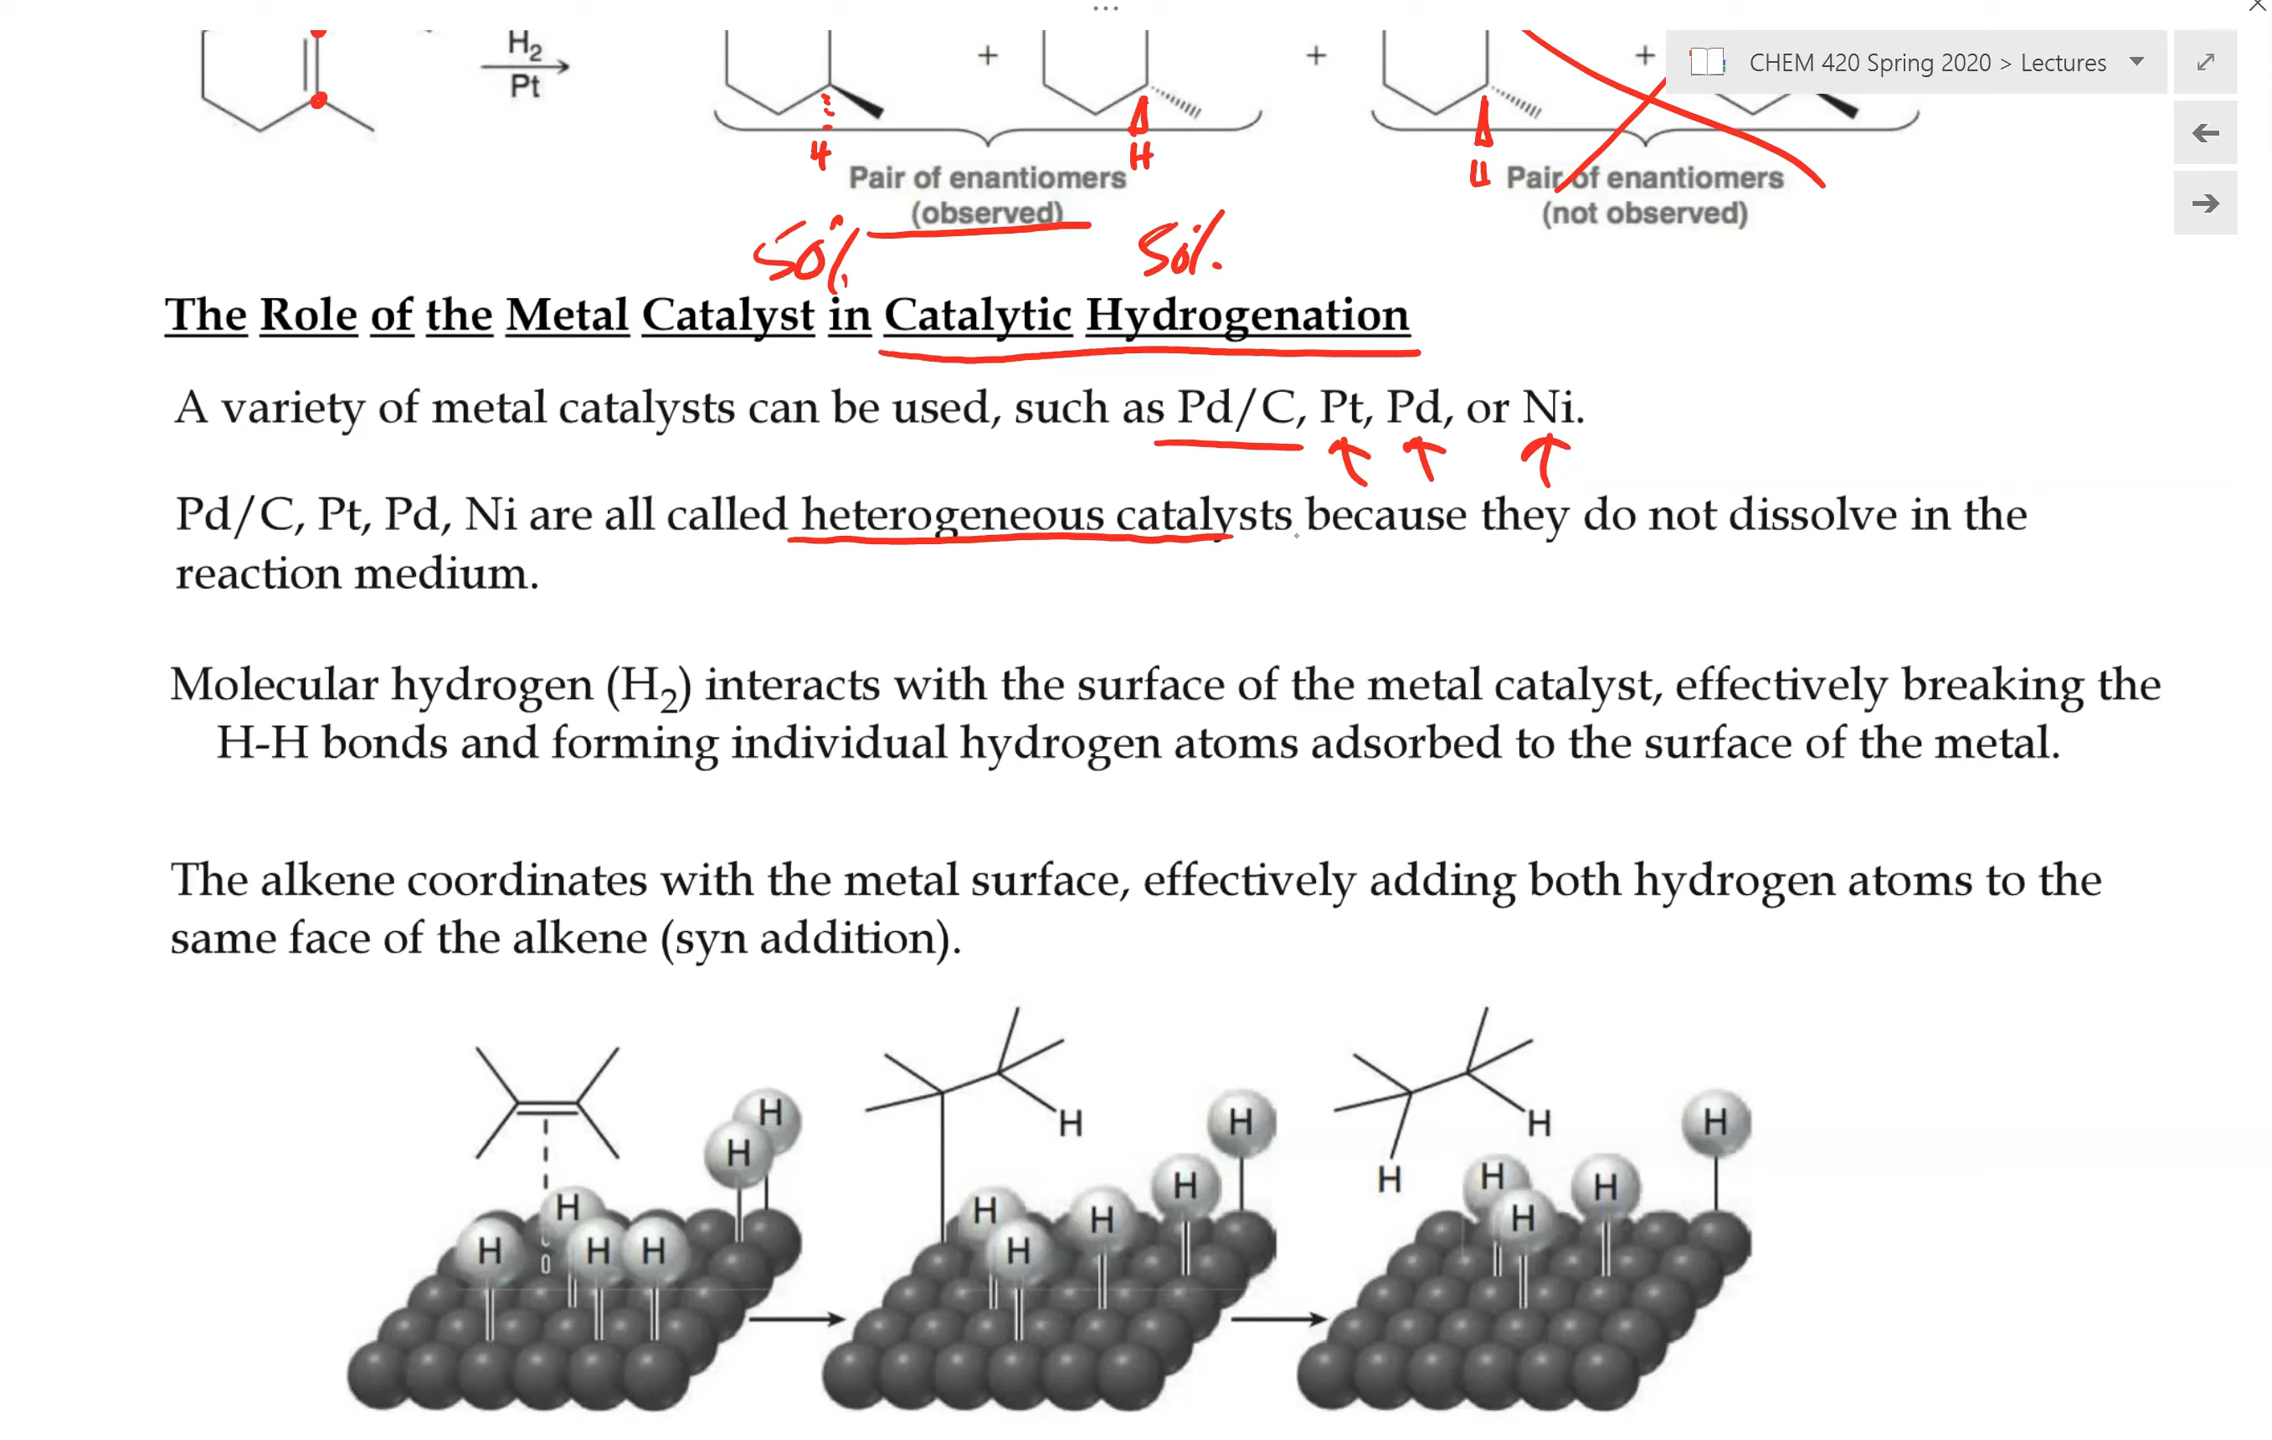 ...
H₂
Pt
+
+
+
CHEM 420 Spring 2020 > Lectures
H
H
Pair of enantiomers
(observed)
Pair of enantiomers
(not observed)
50%
50%
The Role of the Metal Catalyst in Catalytic Hydrogenation
A variety of metal catalysts can be used, such as Pd/C, Pt, Pd, or Ni.
Pd/C, Pt, Pd, Ni are all called heterogeneous catalysts because they do not dissolve in the
reaction medium.
Molecular hydrogen (H₂) interacts with the surface of the metal catalyst, effectively breaking the
H-H bonds and forming individual hydrogen atoms adsorbed to the surface of the metal.
The alkene coordinates with the metal surface, effectively adding both hydrogen atoms to the
same face of the alkene (syn addition).
H H H H H H
H H H H H H
H H H H H H